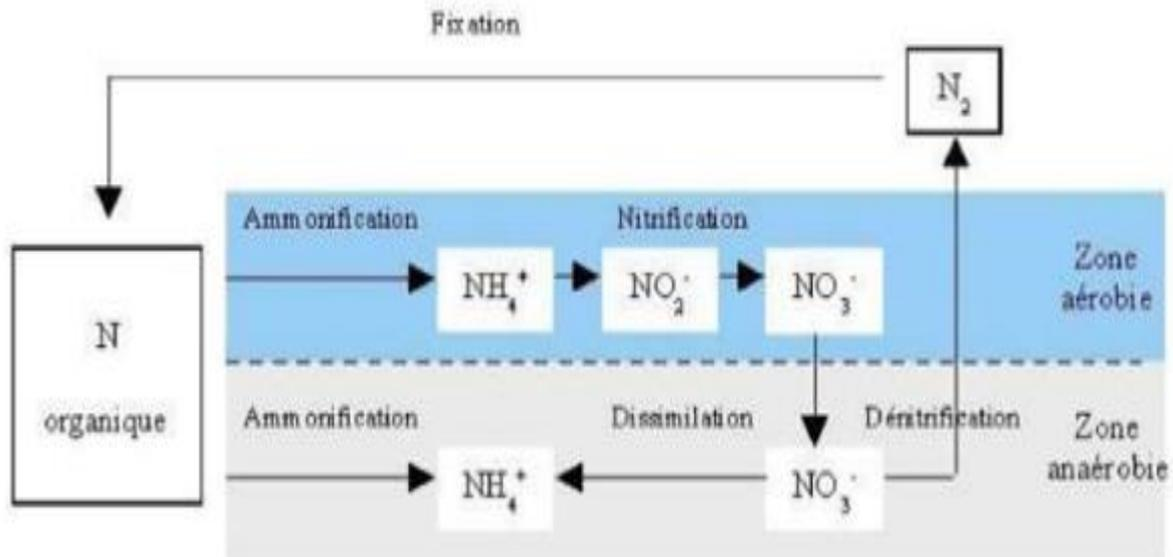 Fixation
N₂
Ammonification
Nitrification
NH₄⁺
NO₂⁻
NO₃⁻
Zone
aérobie
N
organique
Ammonification
Dissimilation
Dénitrification
Zone
anaérobie
NH₄⁺
NO₃⁻